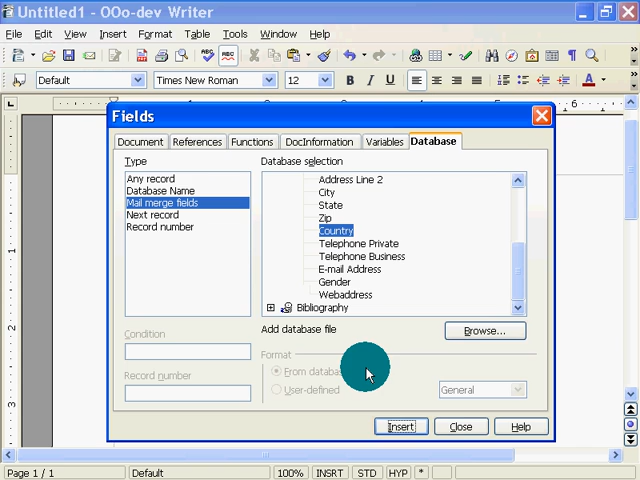 Untitled1 - OOo-dev Writer
File Edit View Insert Format Table Tools Window Help
Default Times New Roman 12 B I U A
Fields
Document References Functions DocInformation Variables Database
Type
Any record
Database Name
Mail merge fields
Next record
Record number
Condition
Record number
Database selection
Address Line 2
City
State
Zip
Country
Telephone Private
Telephone Business
E-mail Address
Gender
Webaddress
Bibliography
Add database file
Browse...
Format
From databa
User-defined
General
Insert Close Help
1
2
3
6
Page 1 / 1 Default 100% INSRT STD HYP *